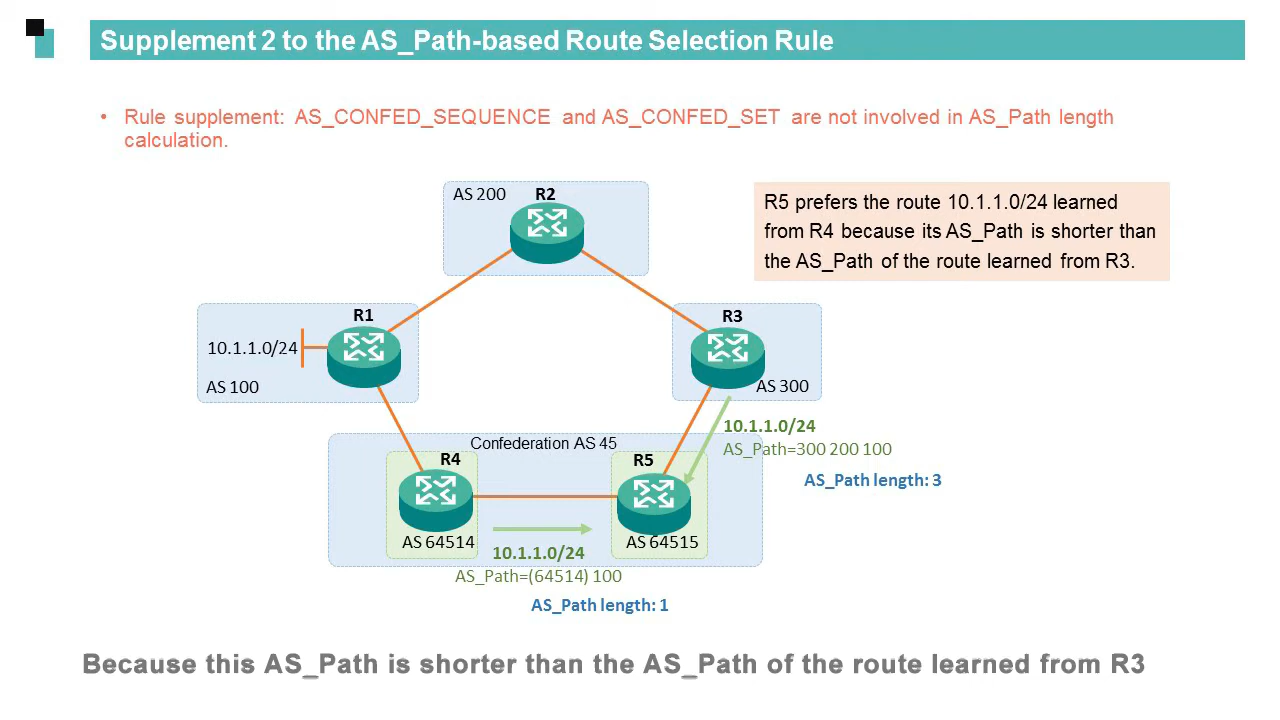 Supplement 2 to the AS_Path-based Route Selection Rule
• Rule supplement: AS_CONFED_SEQUENCE and AS_CONFED_SET are not involved in AS_Path length
calculation.
AS 200
R2
R5 prefers the route 10.1.1.0/24 learned
from R4 because its AS_Path is shorter than
the AS_Path of the route learned from R3.
R1
10.1.1.0/24
AS 100
R3
AS 300
10.1.1.0/24
AS_Path=300 200 100
AS_Path length: 3
Confederation AS 45
R4
AS 64514
R5
AS 64515
10.1.1.0/24
AS_Path=(64514) 100
AS_Path length: 1
Because this AS_Path is shorter than the AS_Path of the route learned from R3